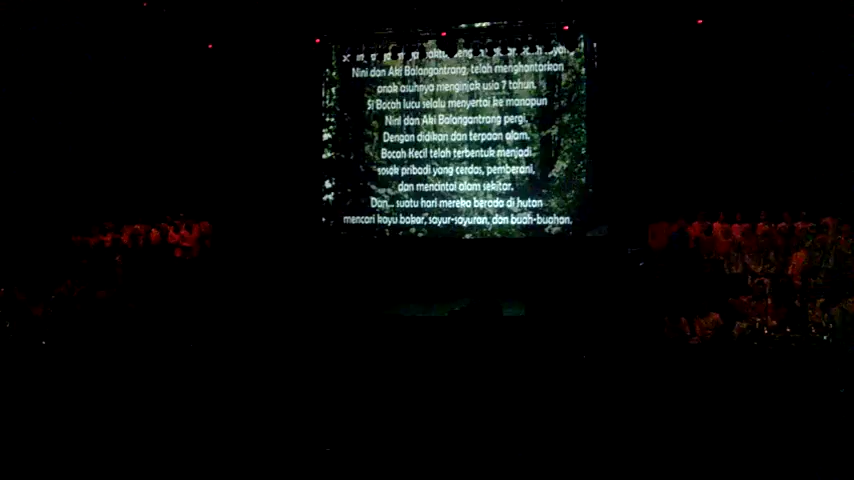 Nini dan Aki Balangantrang, telah menghantarkan
anak asuhnya menginjak usia 7 tahun.
Si Bocah lucu selalu menyertai ke manapun
Nini dan Aki Balangantrang pergi.
Dengan didikan dan terpaan alam.
Bocah Kecil telah terbentuk menjadi
sosok pribadi yang cerdas, pemberani,
dan mencintai alam sekitar.
Dan... suatu hari mereka berada di hutan
mencari kayu bakar, sayur-sayuran, dan buah-buahan.